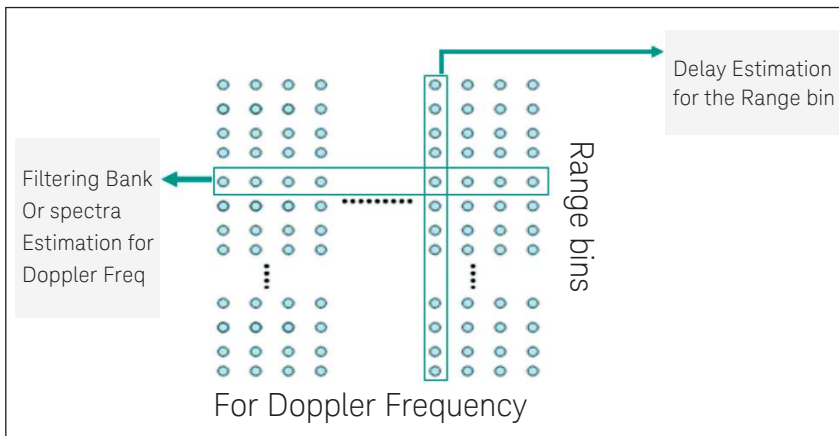 Delay Estimation
for the Range bin
Filtering Bank
Or spectra
Estimation for
Doppler Freq
Range bins
For Doppler Frequency